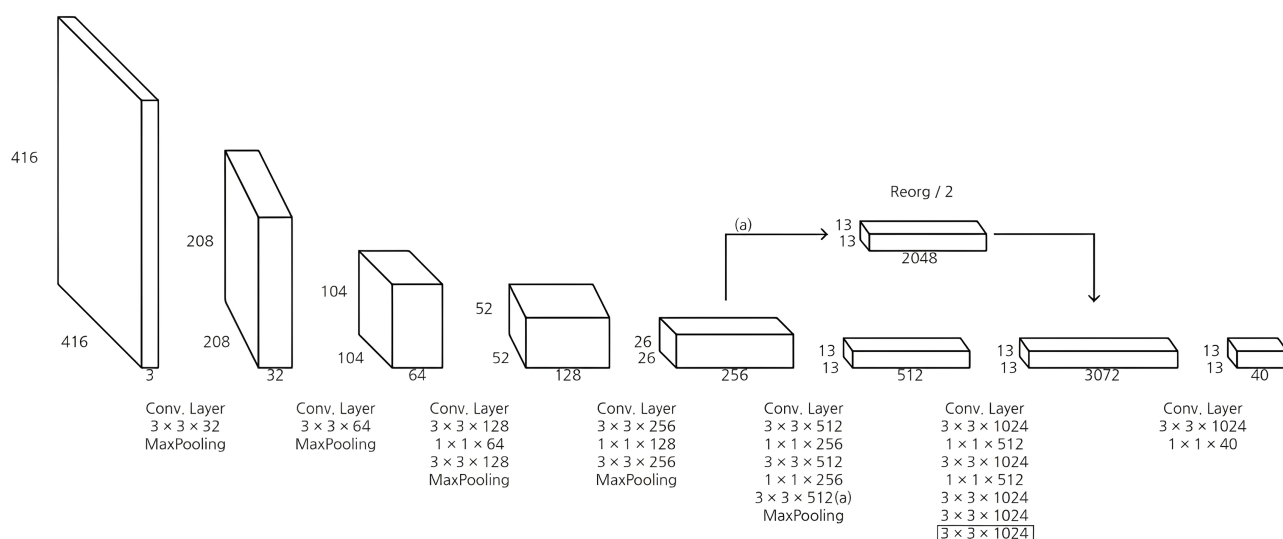 416
416
3
208
208
32
104
104
64
52
52
128
26
26
256
(a)
Reorg / 2
13
13
2048
13
13
512
13
13
3072
13
13
40
Conv. Layer
3 × 3 × 32
MaxPooling
Conv. Layer
3 × 3 × 64
MaxPooling
Conv. Layer
3 × 3 × 128
1 × 1 × 64
3 × 3 × 128
MaxPooling
Conv. Layer
3 × 3 × 256
1 × 1 × 128
3 × 3 × 256
MaxPooling
Conv. Layer
3 × 3 × 512
1 × 1 × 256
3 × 3 × 512
1 × 1 × 256
3 × 3 × 512(a)
MaxPooling
Conv. Layer
3 × 3 × 1024
1 × 1 × 512
3 × 3 × 1024
1 × 1 × 512
3 × 3 × 1024
3 × 3 × 1024
3 × 3 × 1024
Conv. Layer
3 × 3 × 1024
1 × 1 × 40